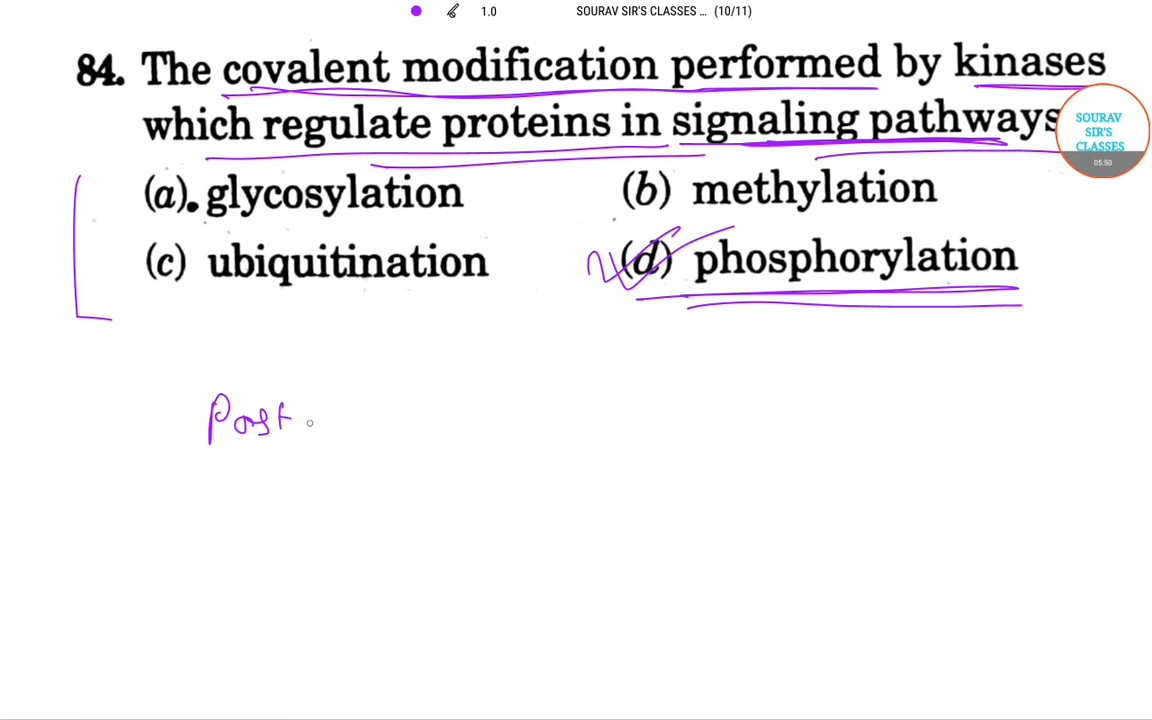 1.0 SOURAV SIR'S CLASSES ... (10/11)
84. The covalent modification performed by kinases
which regulate proteins in signaling pathways
SOURAV
SIR'S
CLASSES
05:50
(a). glycosylation (b) methylation
(c) ubiquitination (d) phosphorylation
Post